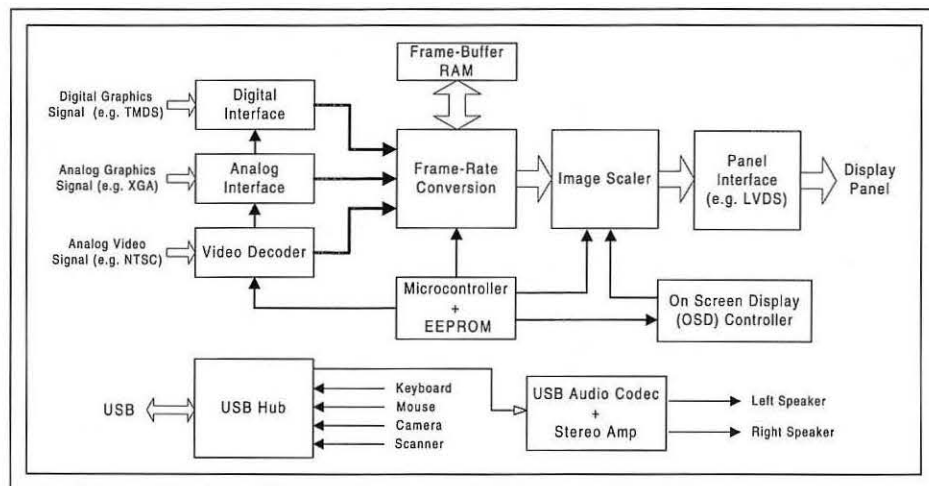 Frame-Buffer
RAM
Digital Graphics
Signal (e.g. TMDS)
Digital
Interface
Analog Graphics
Signal (e.g. XGA)
Analog
Interface
Frame-Rate
Conversion
Image Scaler
Panel
Interface
(e.g. LVDS)
Display
Panel
Analog Video
Signal (e.g. NTSC)
Video Decoder
Microcontroller
+
EEPROM
On Screen Display
(OSD) Controller
USB
USB Hub
Keyboard
Mouse
Camera
Scanner
USB Audio Codec
+
Stereo Amp
Left Speaker
Right Speaker